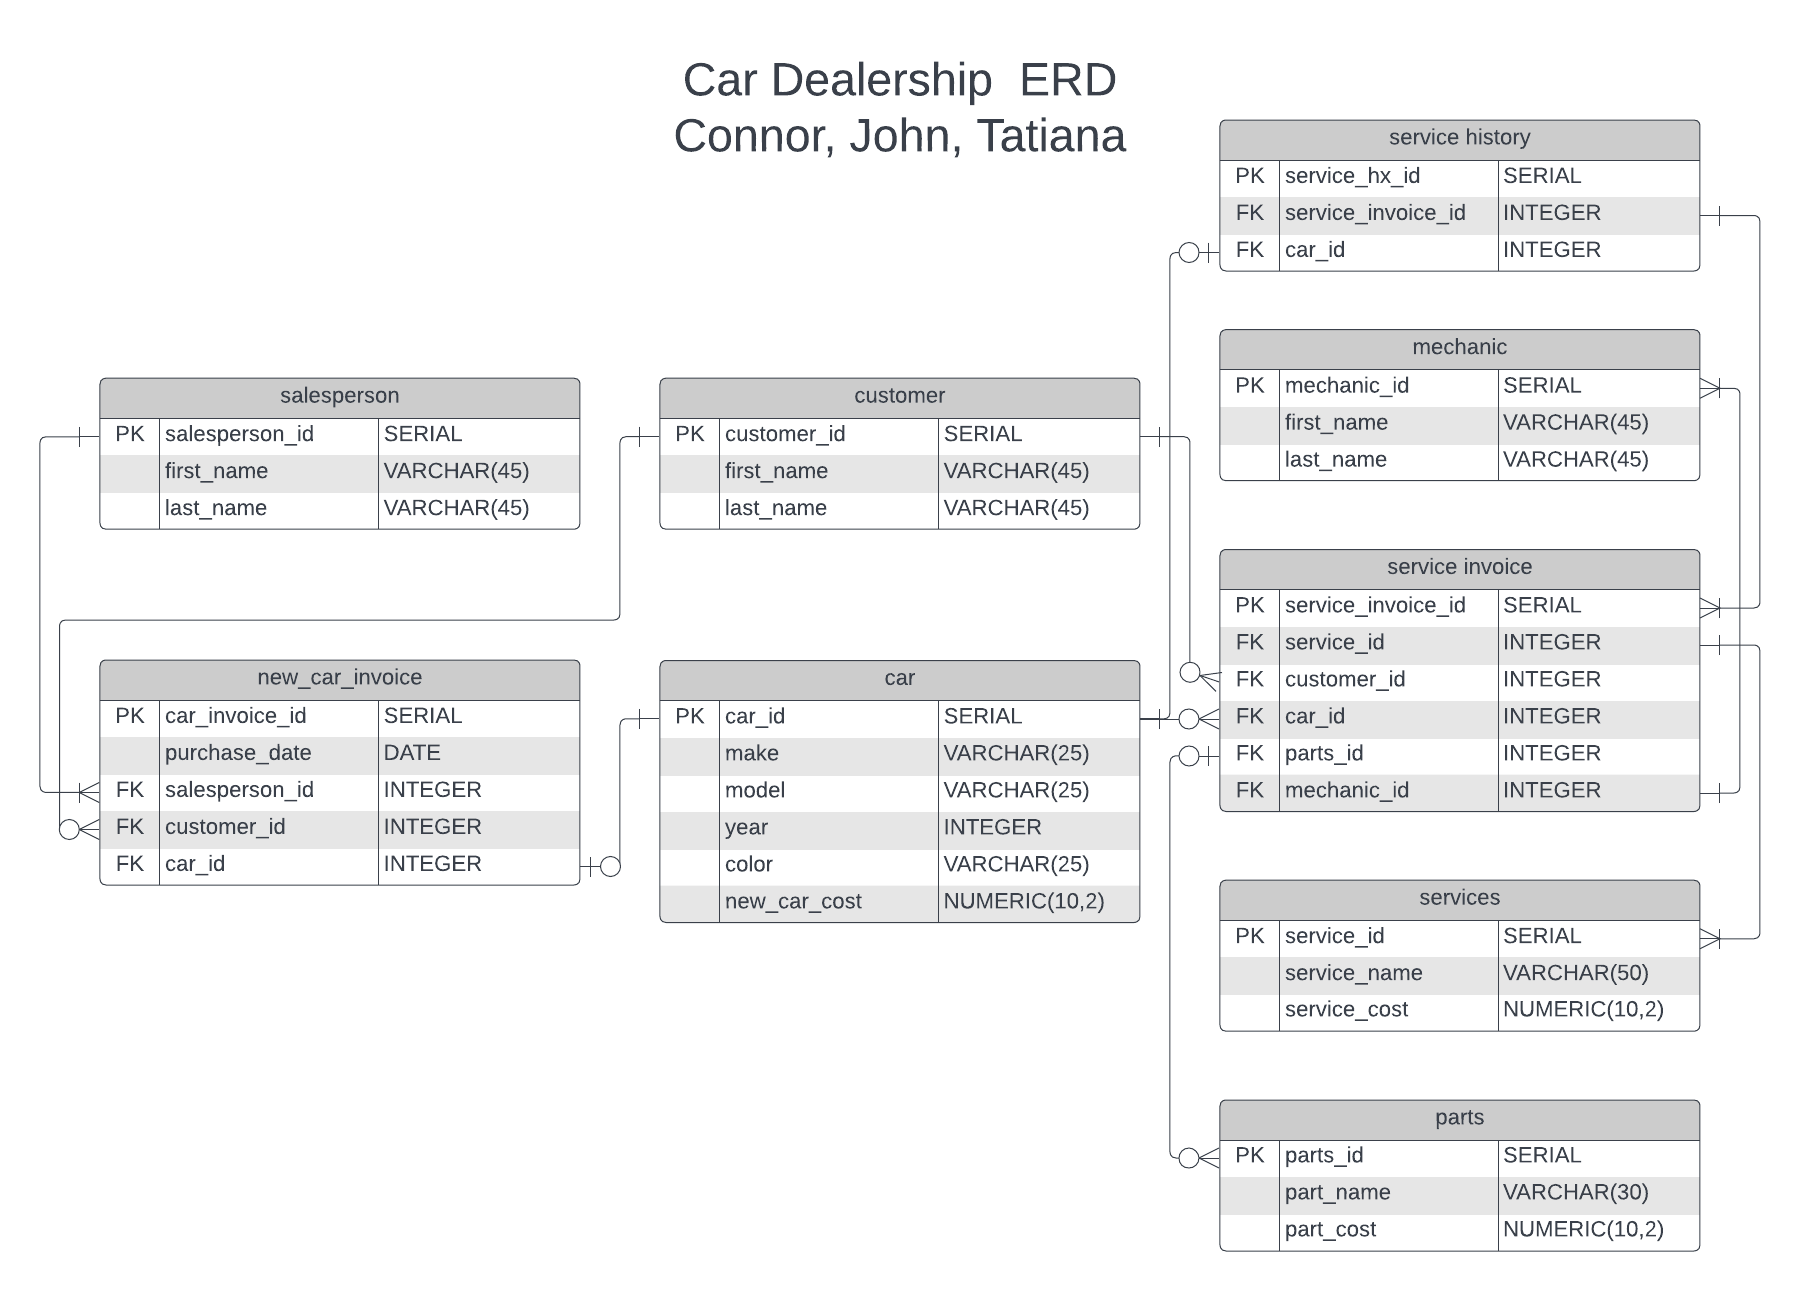 Car Dealership  ERD
Connor, John, Tatiana
service history
PK service_hx_id SERIAL
FK service_invoice_id INTEGER
FK car_id INTEGER
mechanic
PK mechanic_id SERIAL
first_name VARCHAR(45)
last_name VARCHAR(45)
salesperson
PK salesperson_id SERIAL
first_name VARCHAR(45)
last_name VARCHAR(45)
customer
PK customer_id SERIAL
first_name VARCHAR(45)
last_name VARCHAR(45)
service invoice
PK service_invoice_id SERIAL
FK service_id INTEGER
FK customer_id INTEGER
FK car_id INTEGER
FK parts_id INTEGER
FK mechanic_id INTEGER
new_car_invoice
PK car_invoice_id SERIAL
purchase_date DATE
FK salesperson_id INTEGER
FK customer_id INTEGER
FK car_id INTEGER
car
PK car_id SERIAL
make VARCHAR(25)
model VARCHAR(25)
year INTEGER
color VARCHAR(25)
new_car_cost NUMERIC(10,2)
services
PK service_id SERIAL
service_name VARCHAR(50)
service_cost NUMERIC(10,2)
parts
PK parts_id SERIAL
part_name VARCHAR(30)
part_cost NUMERIC(10,2)